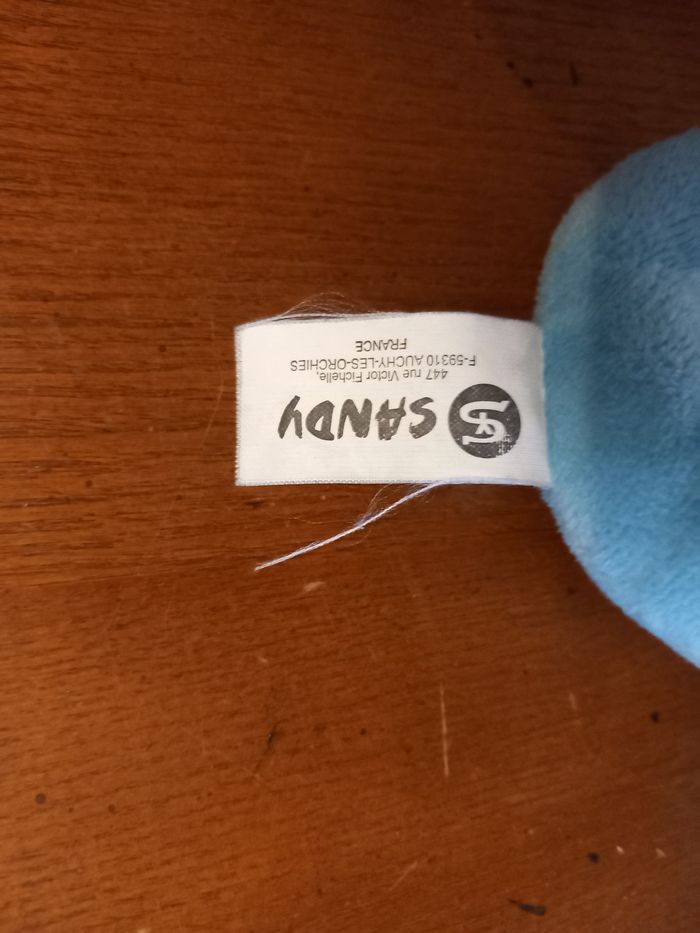 SANDY
447 rue Victor Fichelle,
F-59310 AUCHY-LES-ORCHIES
FRANCE